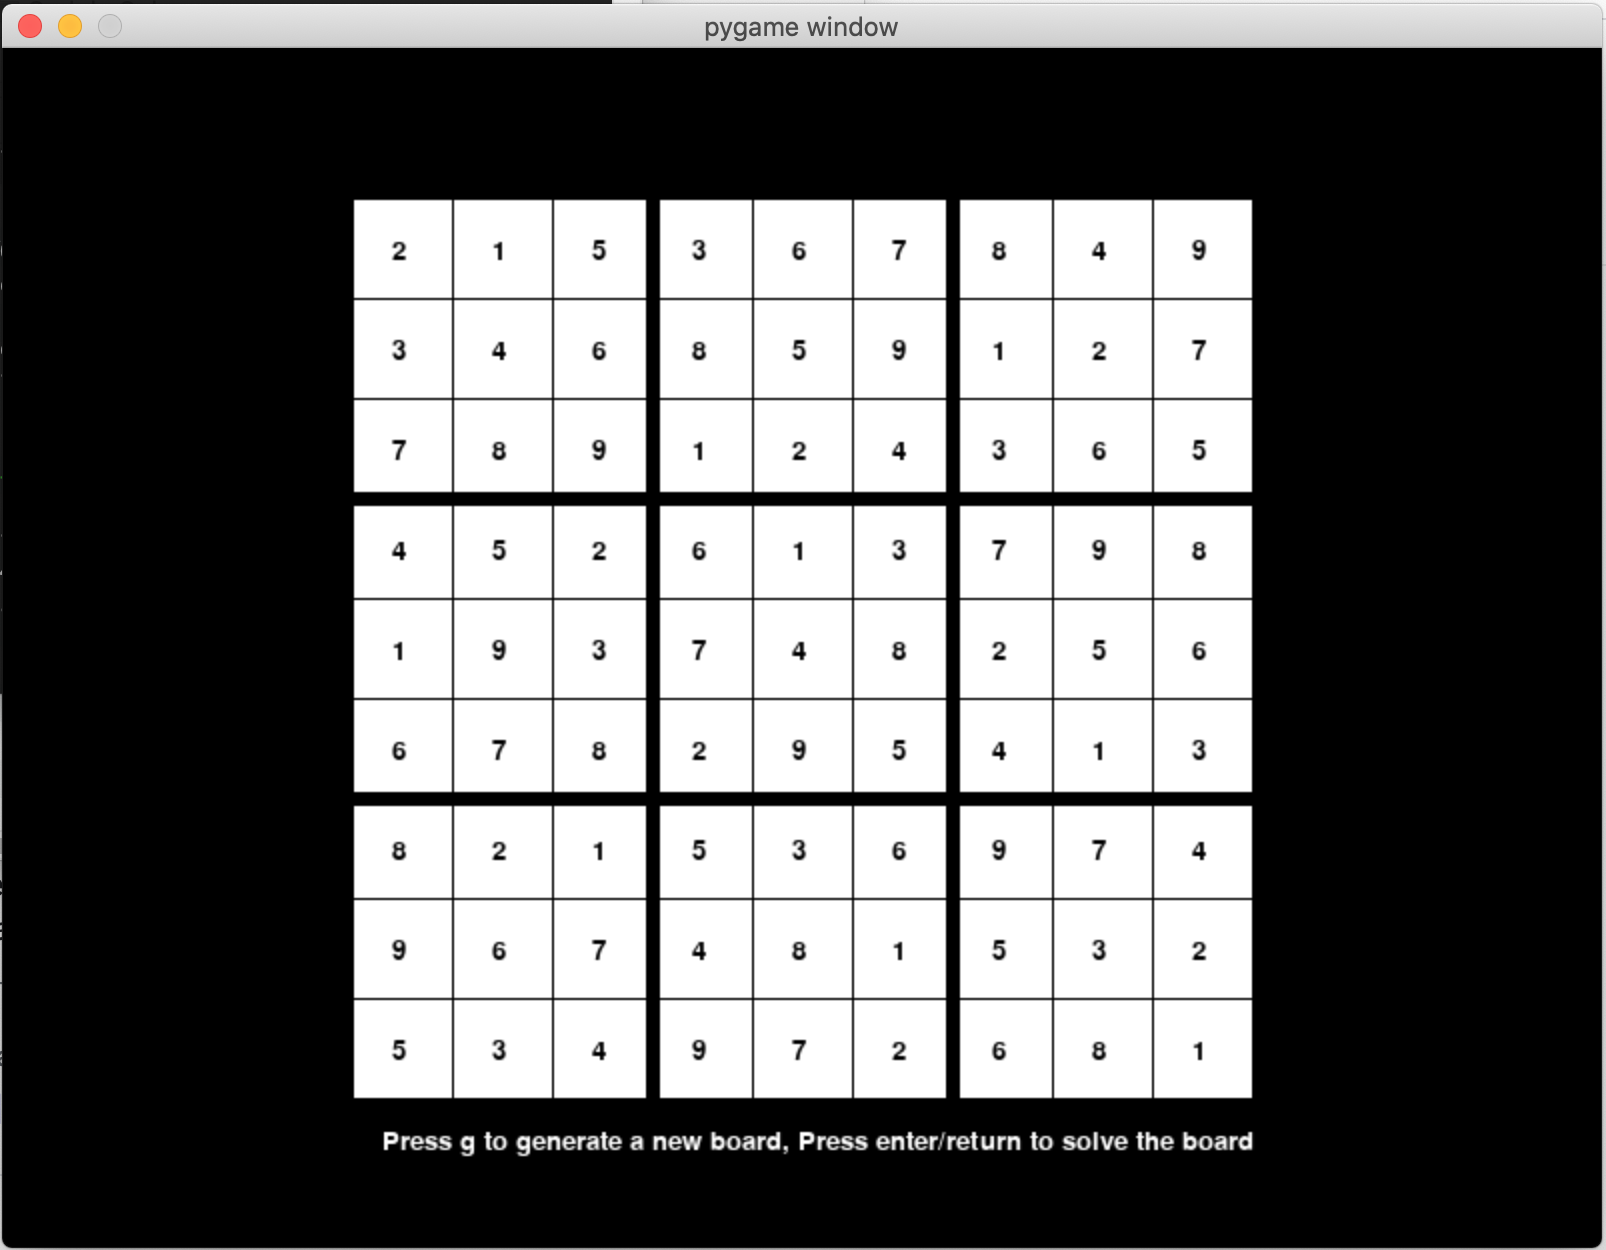 pygame window
2 1 5 3 6 7 8 4 9
3 4 6 8 5 9 1 2 7
7 8 9 1 2 4 3 6 5
4 5 2 6 1 3 7 9 8
1 9 3 7 4 8 2 5 6
6 7 8 2 9 5 4 1 3
8 2 1 5 3 6 9 7 4
9 6 7 4 8 1 5 3 2
5 3 4 9 7 2 6 8 1
Press g to generate a new board, Press enter/return to solve the board